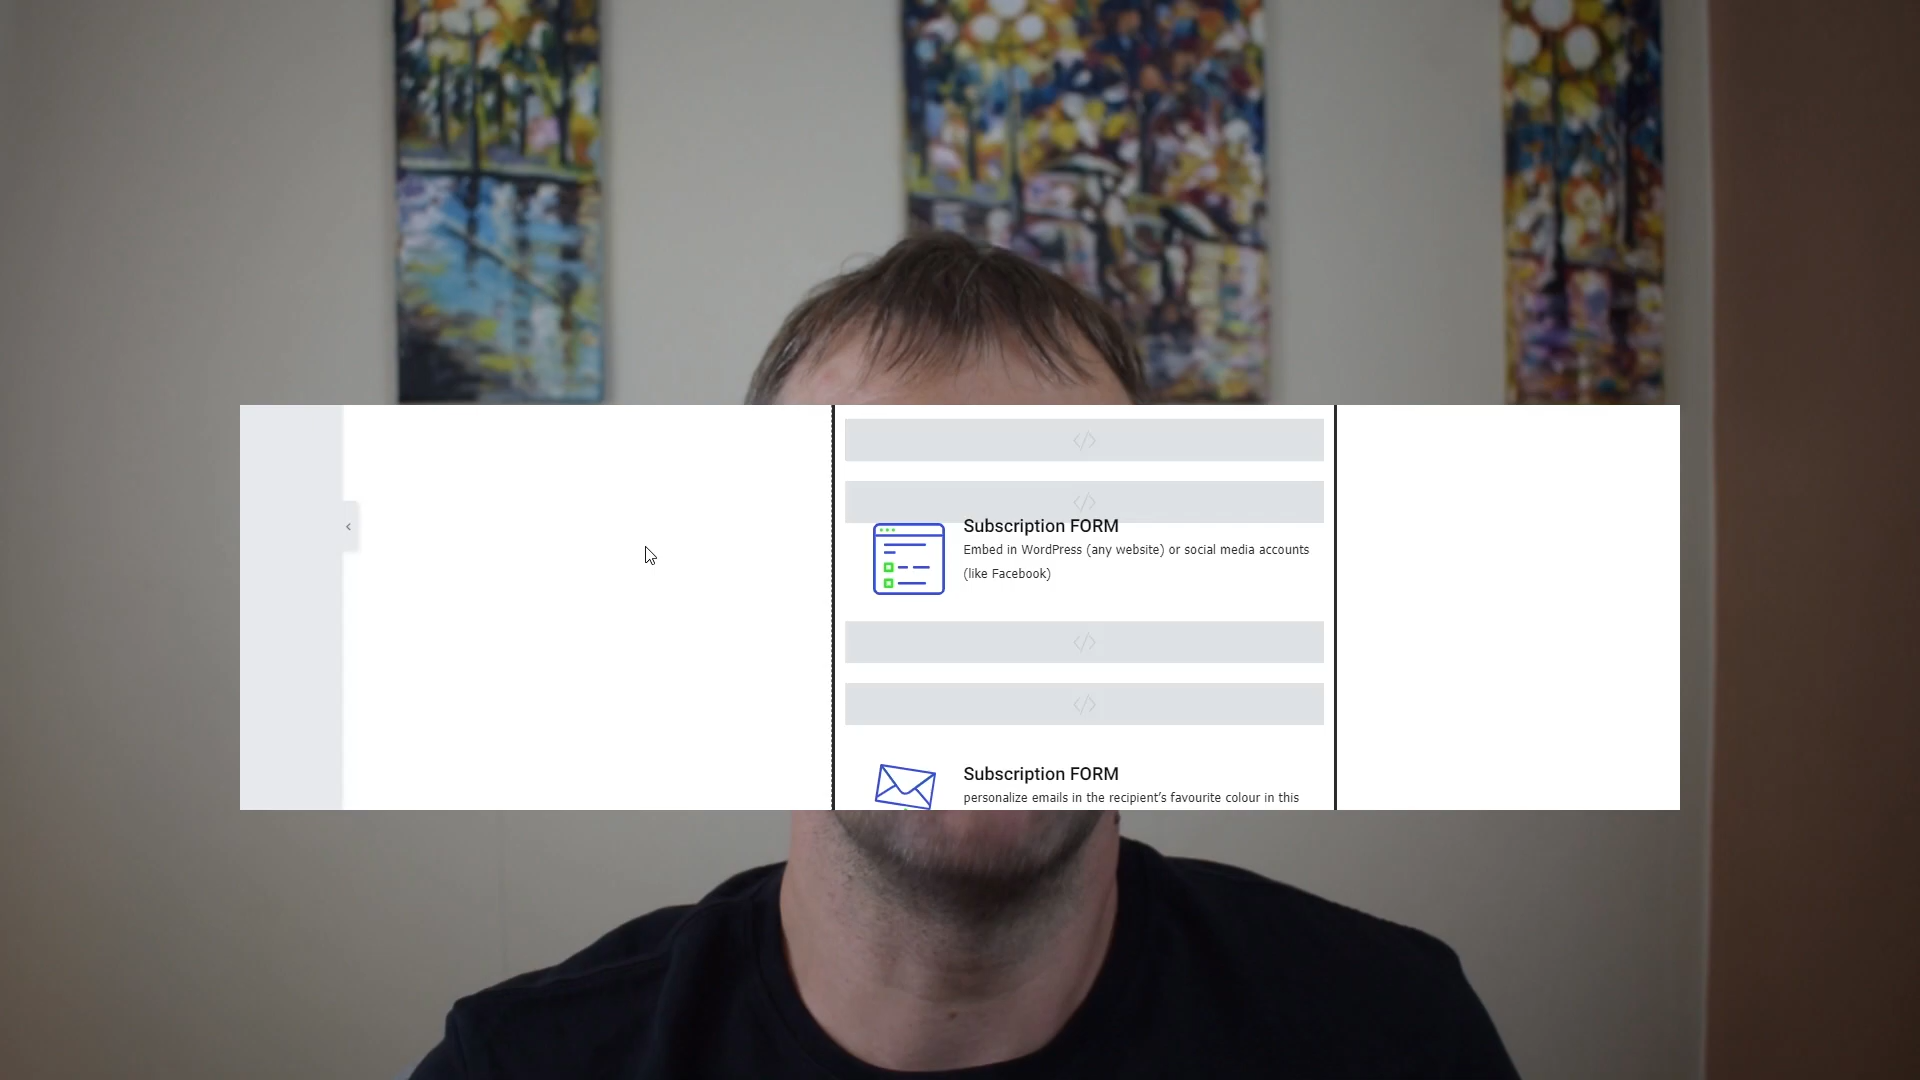 Subscription FORM
Embed in WordPress (any website) or social media accounts
(like Facebook)
Subscription FORM
personalize emails in the recipient’s favourite colour in this